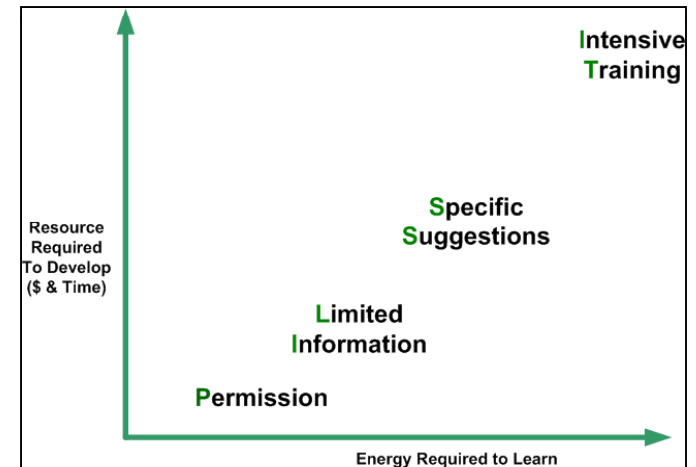 Intensive
Training
Specific
Suggestions
Resource
Required
To Develop
($ & Time)
Limited
Information
Permission
Energy Required to Learn